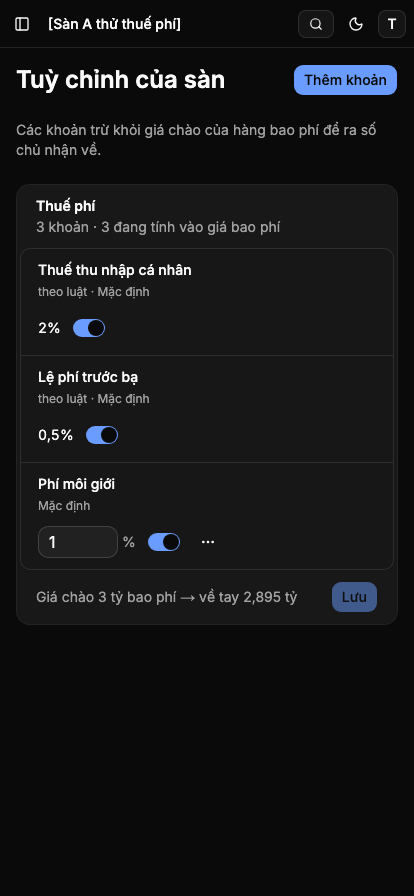 [Sàn A thử thuế phí]
T
Tuỳ chỉnh của sàn
Thêm khoản
Các khoản trừ khỏi giá chào của hàng bao phí để ra số
chủ nhận về.
Thuế phí
3 khoản · 3 đang tính vào giá bao phí
Thuế thu nhập cá nhân
theo luật · Mặc định
2%
Lệ phí trước bạ
theo luật · Mặc định
0,5%
Phí môi giới
Mặc định
1 %
Giá chào 3 tỷ bao phí → về tay 2,895 tỷ
Lưu